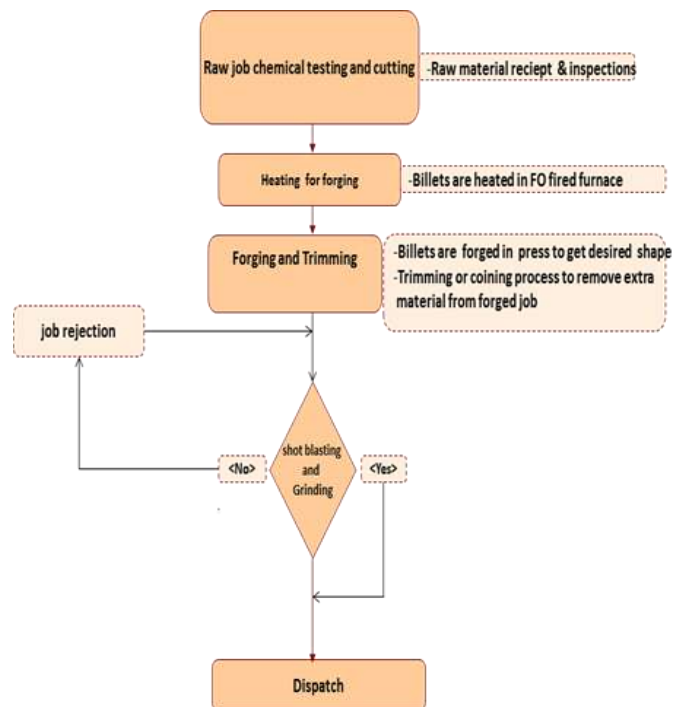 Raw job chemical testing and cutting
-Raw material reciept & inspections
Heating for forging
-Billets are heated in FO fired furnace
Forging and Trimming
-Billets are forged in press to get desired shape
-Trimming or coining process to remove extra
material from forged job
job rejection
<No>
shot blasting
and
Grinding
<Yes>
Dispatch